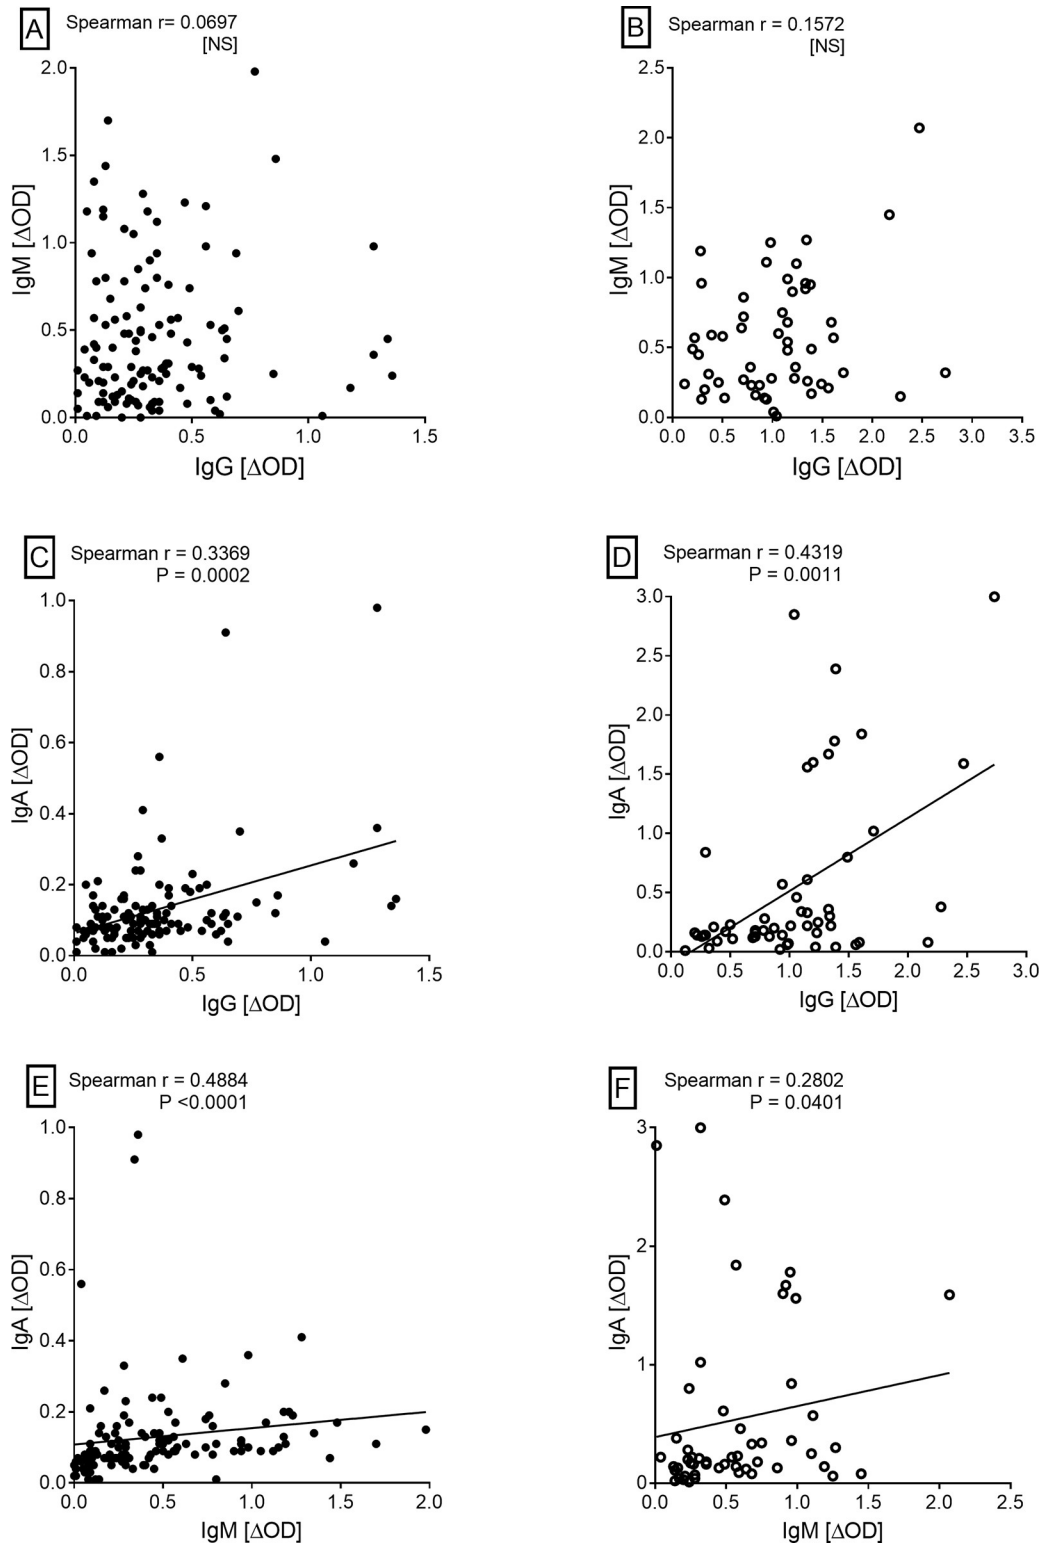 A
Spearman r= 0.0697
[NS]
2.0
1.5
1.0
0.5
0.0
IgM [ΔOD]
0.0 0.5 1.0 1.5
IgG [ΔOD]
B
Spearman r = 0.1572
[NS]
2.5
2.0
1.5
1.0
0.5
0.0
IgM [ΔOD]
0.0 0.5 1.0 1.5 2.0 2.5 3.0 3.5
IgG [ΔOD]
C
Spearman r = 0.3369
P = 0.0002
1.0
0.8
0.6
0.4
0.2
0.0
IgA [ΔOD]
0.0 0.5 1.0 1.5
IgG [ΔOD]
D
Spearman r = 0.4319
P = 0.0011
3.0
2.5
2.0
1.5
1.0
0.5
0.0
IgA [ΔOD]
0.0 0.5 1.0 1.5 2.0 2.5 3.0
IgG [ΔOD]
E
Spearman r = 0.4884
P <0.0001
1.0
0.8
0.6
0.4
0.2
0.0
IgA [ΔOD]
0.0 0.5 1.0 1.5 2.0
IgM [ΔOD]
F
Spearman r = 0.2802
P = 0.0401
3
2
1
0
IgA [ΔOD]
0.0 0.5 1.0 1.5 2.0 2.5
IgM [ΔOD]